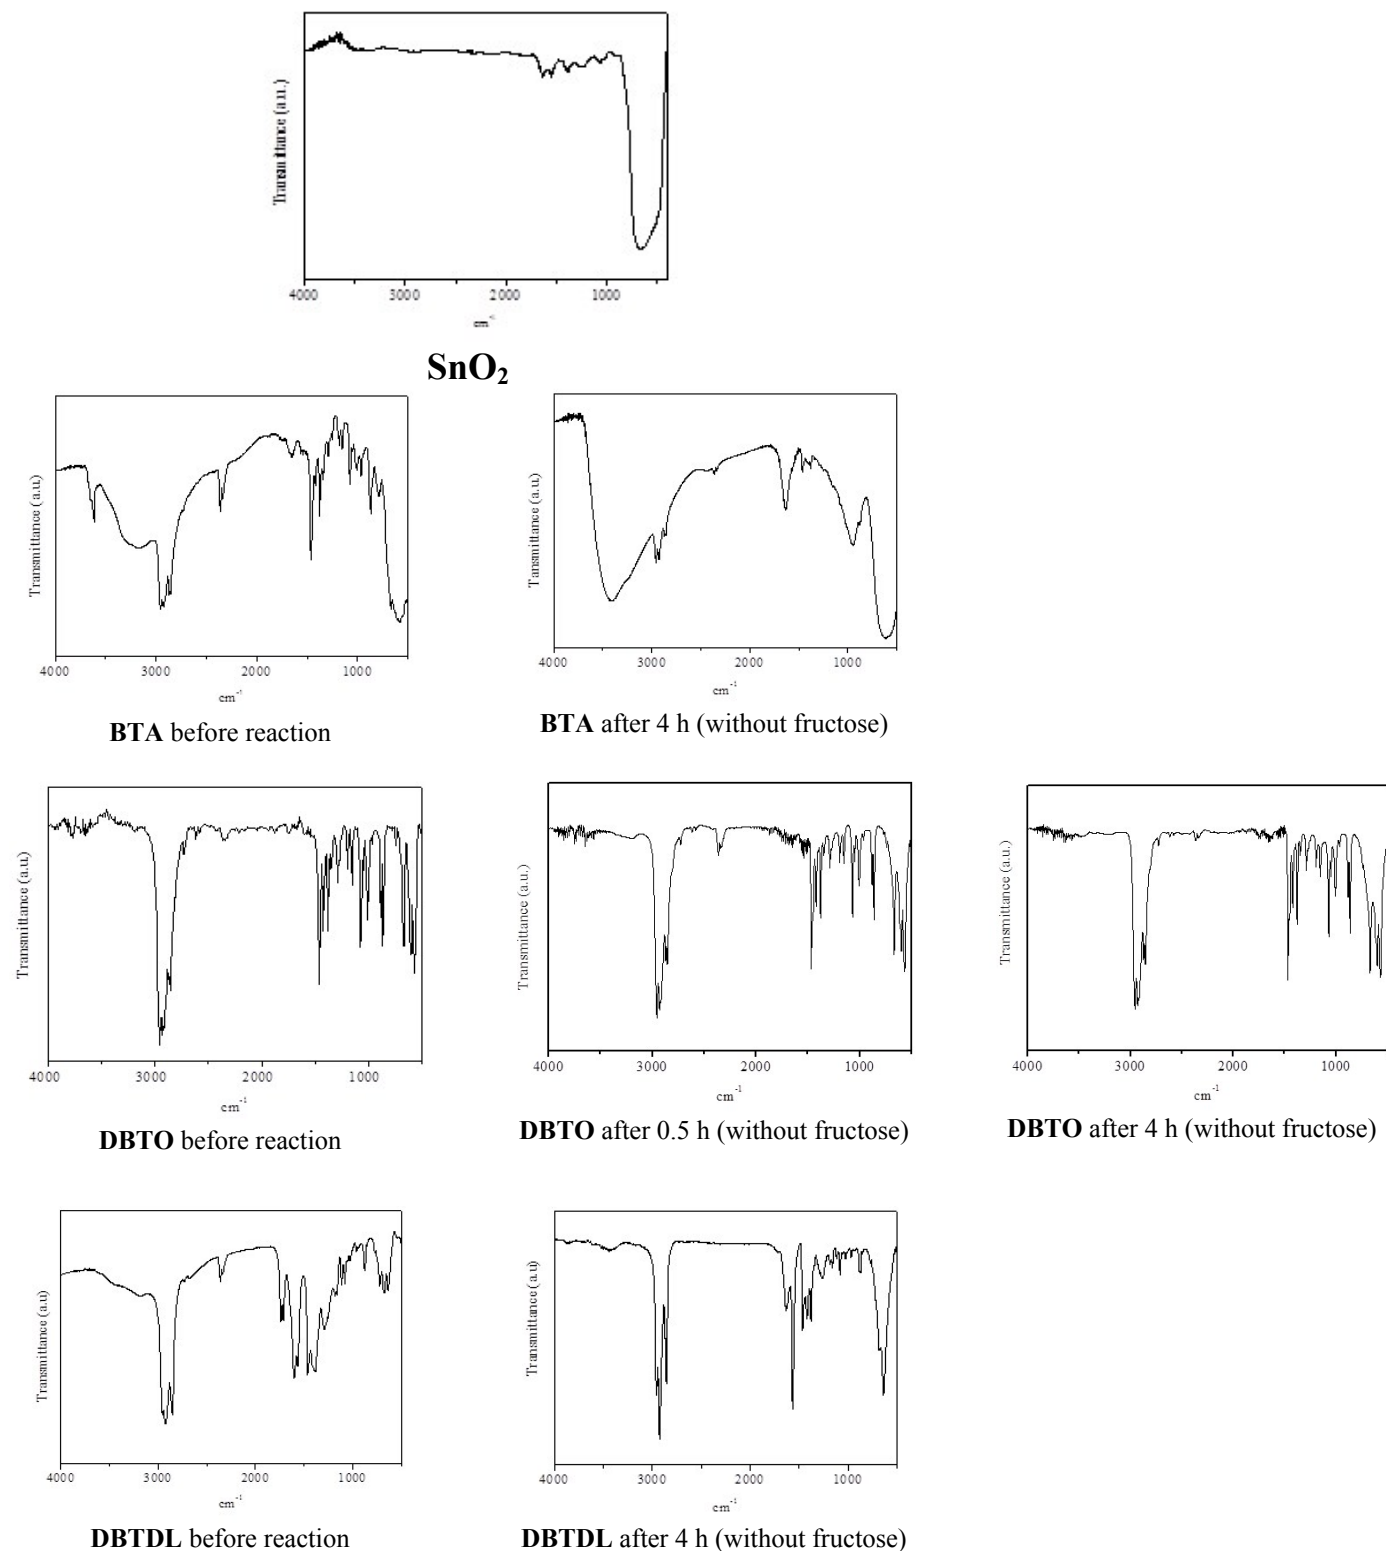 Transmittance (a.u.)
4000 3000 2000 1000
cm-1
SnO2
Transmittance (a.u.)
4000 3000 2000 1000
cm-1
BTA before reaction
Tansmittance (a.u.)
4000 3000 2000 1000
cm-1
BTA after 4 h (without fructose)
Transmittance (a.u.)
4000 3000 2000 1000
cm-1
DBTO before reaction
Transmittance (a.u.)
4000 3000 2000 1000
cm-1
DBTO after 0.5 h (without fructose)
Transmittance (a.u.)
4000 3000 2000 1000
cm-1
DBTO after 4 h (without fructose)
Transmittance (a.u)
4000 3000 2000 1000
cm-1
DBTDL before reaction
Transmittance (a.u)
4000 3000 2000 1000
cm-1
DBTDL after 4 h (without fructose)